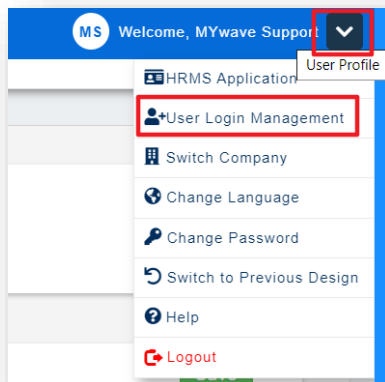 MS Welcome, MYwave Support
User Profile
HRMS Application
User Login Management
Switch Company
Change Language
Change Password
Switch to Previous Design
Help
Logout